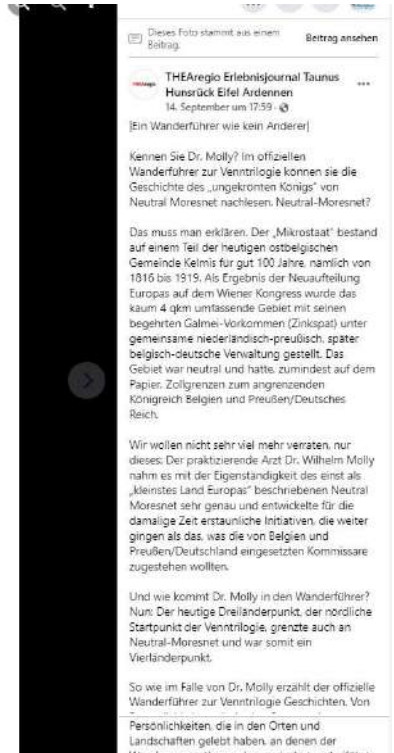 Dieses Foto stammt aus einem
Beitrag.
Beitrag ansehen
THEAregio Erlebnisjournal Taunus
Hunsrück Eifel Ardennen
14. September um 17:59 ·
|Ein Wanderführer wie kein Anderer|
Kennen Sie Dr. Molly? Im offiziellen
Wanderführer zur Venntrilogie können sie die
Geschichte des „ungekrönten Königs" von
Neutral Moresnet nachlesen. Neutral-Moresnet?
Das muss man erklären. Der „Mikrostaat" bestand
auf einem Teil der heutigen ostbelgischen
Gemeinde Kelmis für gut 100 Jahre, nämlich von
1816 bis 1919. Als Ergebnis der Neuaufteilung
Europas auf dem Wiener Kongress wurde das
kaum 4 qkm umfassende Gebiet mit seinen
begehrten Galmei-Vorkommen (Zinkspat) unter
gemeinsame niederländisch-preußisch, später
belgisch-deutsche Verwaltung gestellt. Das
Gebiet war neutral und hatte, zumindest auf dem
Papier, Zollgrenzen zum angrenzenden
Königreich Belgien und Preußen/Deutsches
Reich.
Wir wollen nicht sehr viel mehr verraten, nur
dieses: Der praktizierende Arzt Dr. Wilhelm Molly
nahm es mit der Eigenständigkeit des einst als
„kleinstes Land Europas" beschriebenen Neutral
Moresnet sehr genau und entwickelte für die
damalige Zeit erstaunliche Initiativen, die weiter
gingen als das, was die von Belgien und
Preußen/Deutschland eingesetzten Kommissare
zugestehen wollten.
Und wie kommt Dr. Molly in den Wanderführer?
Nun: Der heutige Dreiländerpunkt, der nördliche
Startpunkt der Venntrilogie, grenzte auch an
Neutral-Moresnet und war somit ein
Vierländerpunkt.
So wie im Falle von Dr. Molly erzählt der offizielle
Wanderführer zur Venntrilogie Geschichten. Von
Persönlichkeiten, die in den Orten und
Landschaften gelebt haben, an denen der